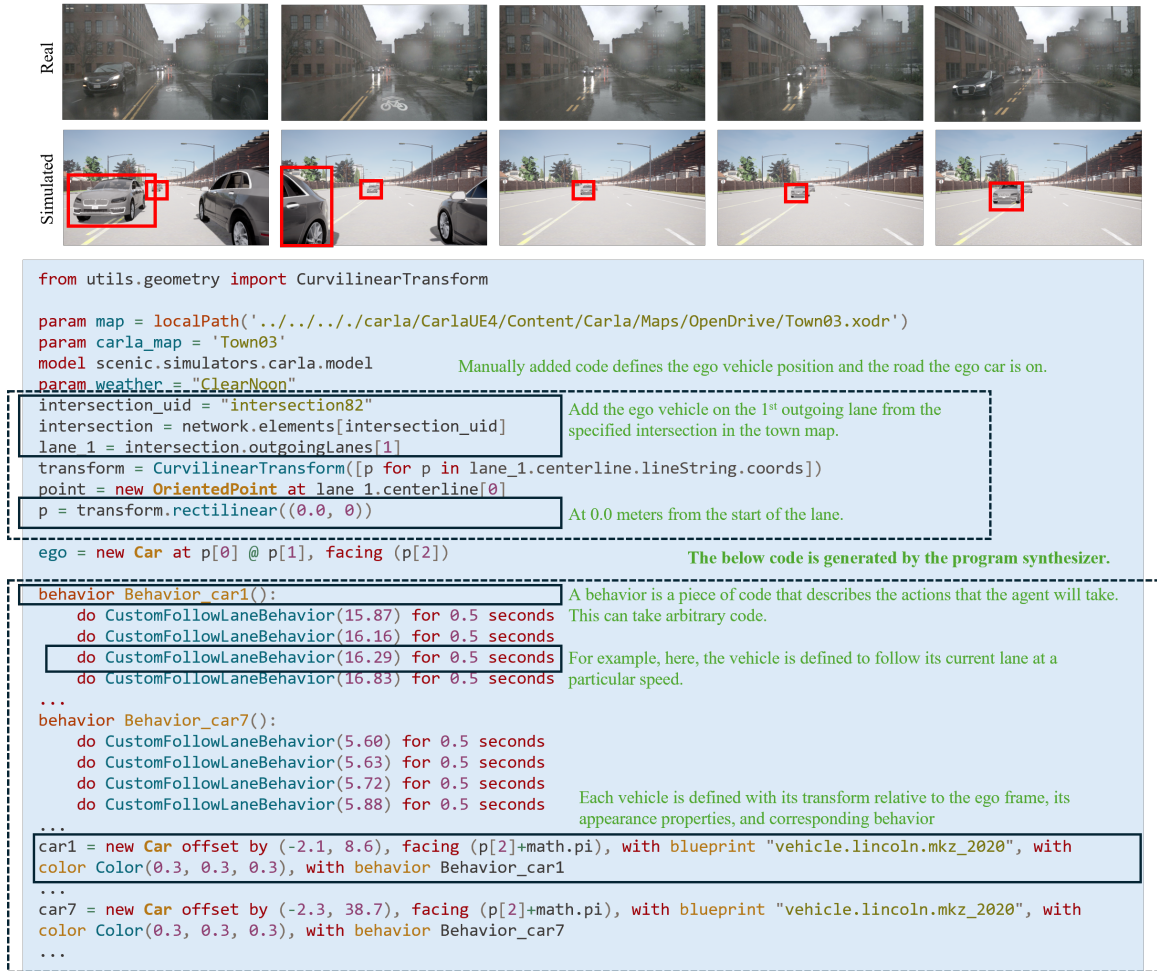 Real
Simulated
from utils.geometry import CurvilinearTransform
param map = localPath('../../.././carla/CarlaUE4/Content/Carla/Maps/OpenDrive/Town03.xodr')
param carla_map = 'Town03'
model scenic.simulators.carla.model
Manually added code defines the ego vehicle position and the road the ego car is on.
param weather = "ClearNoon"
intersection_uid = "intersection82"
Add the ego vehicle on the 1st outgoing lane from the
intersection = network.elements[intersection_uid]
specified intersection in the town map.
lane_1 = intersection.outgoingLanes[1]
transform = CurvilinearTransform([p for p in lane_1.centerline.lineString.coords])
point = new OrientedPoint at lane_1.centerline[0]
p = transform.rectilinear((0.0, 0))
At 0.0 meters from the start of the lane.
ego = new Car at p[0] @ p[1], facing (p[2])
The below code is generated by the program synthesizer.
behavior Behavior_car1():
A behavior is a piece of code that describes the actions that the agent will take.
do CustomFollowLaneBehavior(15.87) for 0.5 seconds
This can take arbitrary code.
do CustomFollowLaneBehavior(16.16) for 0.5 seconds
do CustomFollowLaneBehavior(16.29) for 0.5 seconds
For example, here, the vehicle is defined to follow its current lane at a
do CustomFollowLaneBehavior(16.83) for 0.5 seconds
particular speed.
...
behavior Behavior_car7():
do CustomFollowLaneBehavior(5.60) for 0.5 seconds
do CustomFollowLaneBehavior(5.63) for 0.5 seconds
do CustomFollowLaneBehavior(5.72) for 0.5 seconds
do CustomFollowLaneBehavior(5.88) for 0.5 seconds
Each vehicle is defined with its transform relative to the ego frame, its
appearance properties, and corresponding behavior
...
car1 = new Car offset by (-2.1, 8.6), facing (p[2]+math.pi), with blueprint "vehicle.lincoln.mkz_2020", with
color Color(0.3, 0.3, 0.3), with behavior Behavior_car1
...
car7 = new Car offset by (-2.3, 38.7), facing (p[2]+math.pi), with blueprint "vehicle.lincoln.mkz_2020", with
color Color(0.3, 0.3, 0.3), with behavior Behavior_car7
...